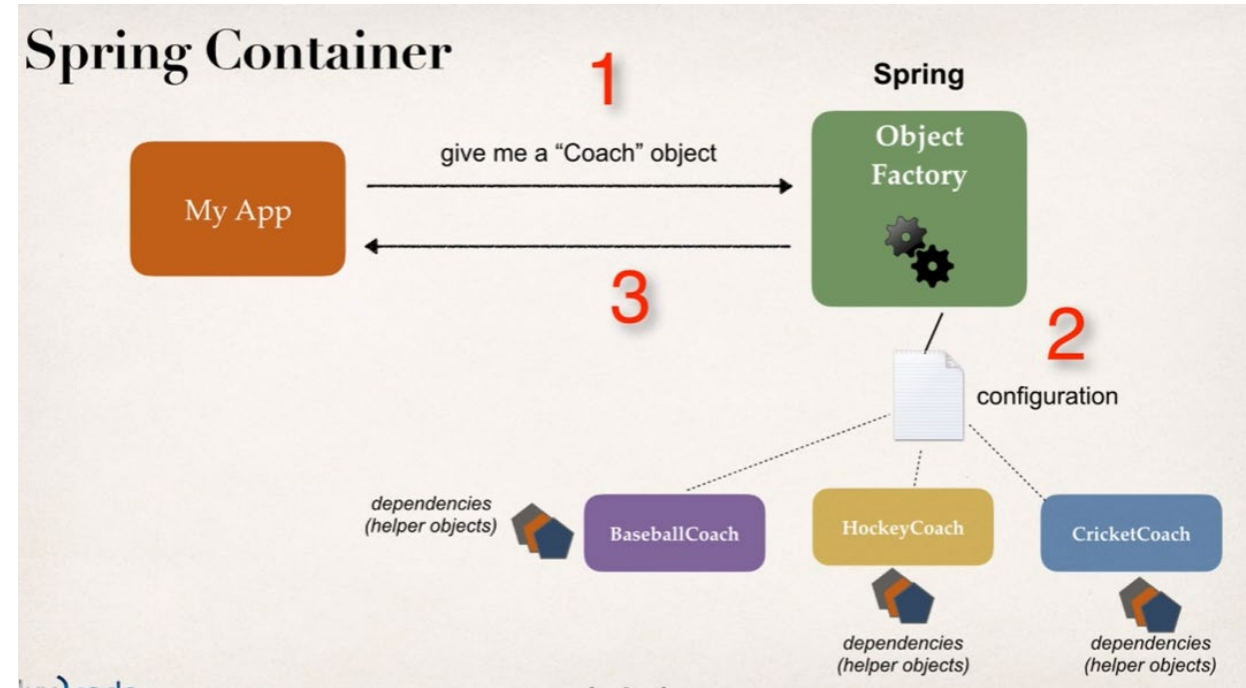 Spring Container
1
Spring
give me a “Coach” object
Object
Factory
My App
3
2
configuration
dependencies
(helper objects)
BaseballCoach
HockeyCoach
CricketCoach
dependencies
(helper objects)
dependencies
(helper objects)